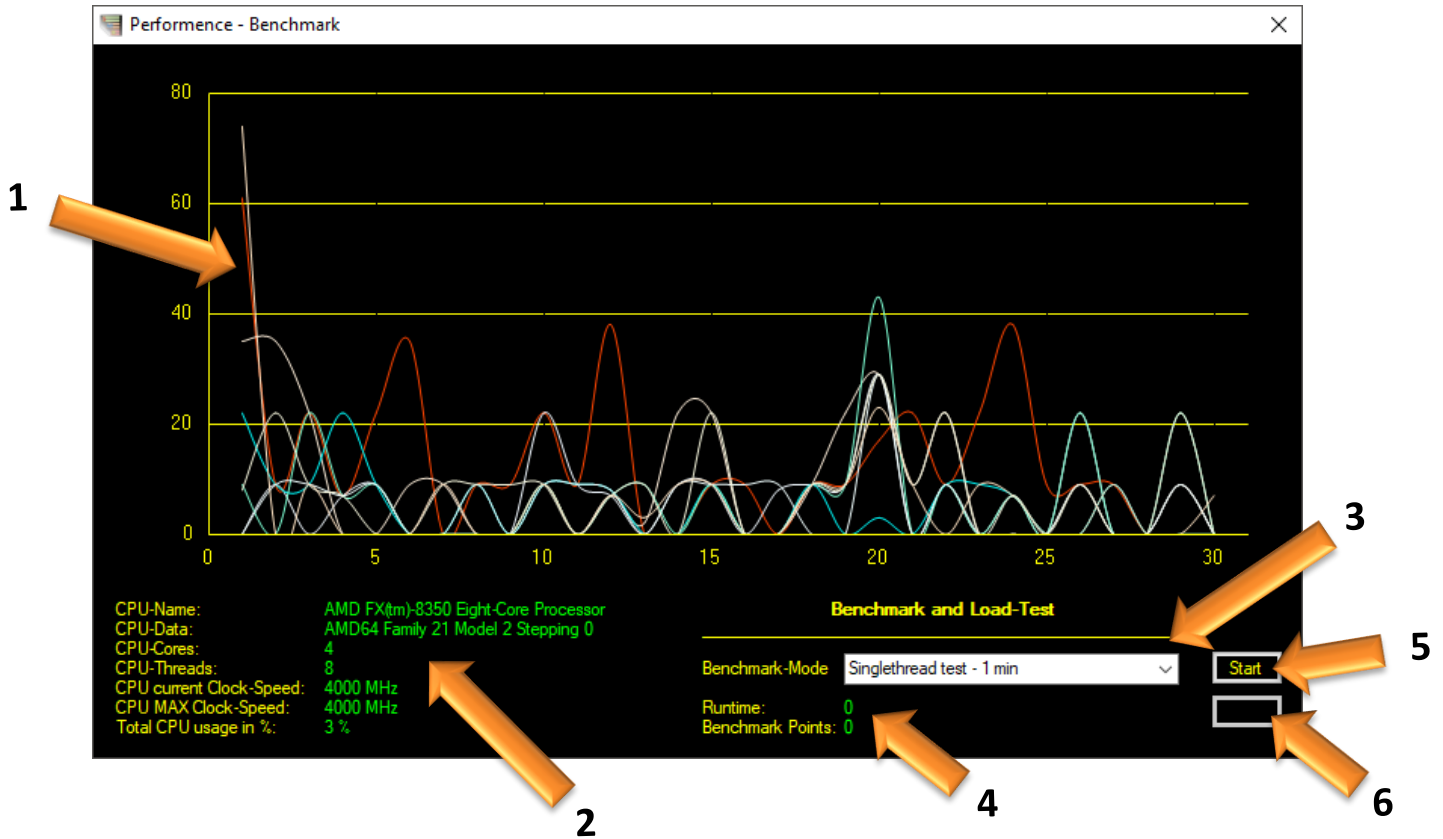 Performence - Benchmark
80
1
60
40
20
0
0 5 10 15 20 25 30
3
CPU-Name: AMD FX(tm)-8350 Eight-Core Processor
CPU-Data: AMD64 Family 21 Model 2 Stepping 0
CPU-Cores: 4
CPU-Threads: 8
CPU current Clock-Speed: 4000 MHz
CPU MAX Clock-Speed: 4000 MHz
Total CPU usage in %: 3 %
Benchmark and Load-Test
Benchmark-Mode Singlethread test - 1 min Start
5
Runtime: 0
Benchmark Points: 0
2
4
6